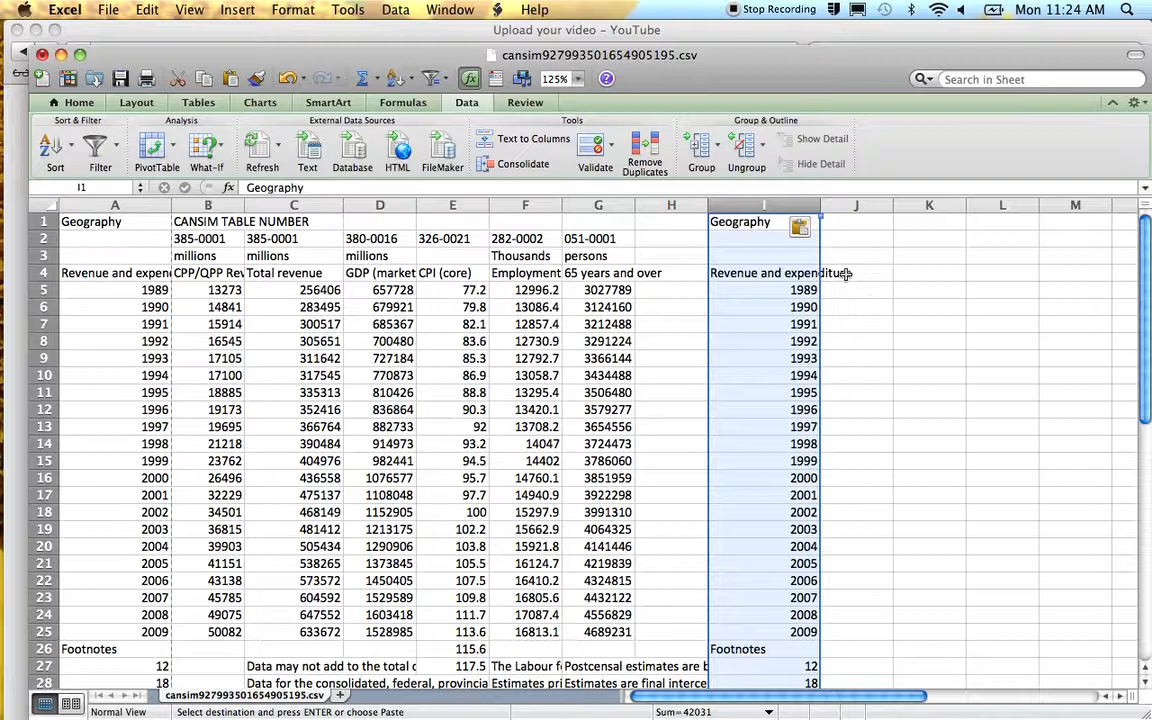 Excel File Edit View Insert Format Tools Data Window Help Stop Recording Mon 11:24 AM
Upload your video – YouTube
cansim927993501654905195.csv
125% Search in Sheet
Home Layout Tables Charts SmartArt Formulas Data Review
Sort & Filter Analysis External Data Sources Tools Group & Outline
Text to Columns Show Detail
Consolidate Hide Detail
Sort Filter PivotTable What-If Refresh Text Database HTML FileMaker Validate Remove Duplicates Group Ungroup
I1 fx Geography
A B C D E F G H I J K L M
1 Geography CANSIM TABLE NUMBER Geography
2 385-0001 385-0001 380-0016 326-0021 282-0002 051-0001
3 millions millions millions Thousands persons
4 Revenue and expen CPP/QPP Rev Total revenue GDP (market CPI (core) Employment 65 years and over Revenue and expenditure
5 1989 13273 256406 657728 77.2 12996.2 3027789 1989
6 1990 14841 283495 679921 79.8 13086.4 3124160 1990
7 1991 15914 300517 685367 82.1 12857.4 3212488 1991
8 1992 16545 305651 700480 83.6 12730.9 3291224 1992
9 1993 17105 311642 727184 85.3 12792.7 3366144 1993
10 1994 17100 317545 770873 86.9 13058.7 3434488 1994
11 1995 18885 335313 810426 88.8 13295.4 3506480 1995
12 1996 19173 352416 836864 90.3 13420.1 3579277 1996
13 1997 19695 366764 882733 92 13708.2 3654556 1997
14 1998 21218 390484 914973 93.2 14047 3724473 1998
15 1999 23762 404976 982441 94.5 14402 3786060 1999
16 2000 26496 436558 1076577 95.7 14760.1 3851959 2000
17 2001 32229 475137 1108048 97.7 14940.9 3922298 2001
18 2002 34501 468149 1152905 100 15297.9 3991310 2002
19 2003 36815 481412 1213175 102.2 15662.9 4064325 2003
20 2004 39903 505434 1290906 103.8 15921.8 4141446 2004
21 2005 41151 538265 1373845 105.5 16124.7 4219839 2005
22 2006 43138 573572 1450405 107.5 16410.2 4324815 2006
23 2007 45785 604592 1529589 109.8 16805.6 4432122 2007
24 2008 49075 647552 1603418 111.7 17087.4 4556829 2008
25 2009 50082 633672 1528985 113.6 16813.1 4689231 2009
26 Footnotes 115.6 Footnotes
27 12 Data may not add to the total 117.5 The Labour f Postcensal estimates are b 12
28 18 Data for the consolidated, federal, provincia Estimates pri Estimates are final interce 18
cansim927993501654905195.csv
Normal View Select destination and press ENTER or choose Paste Sum=42031